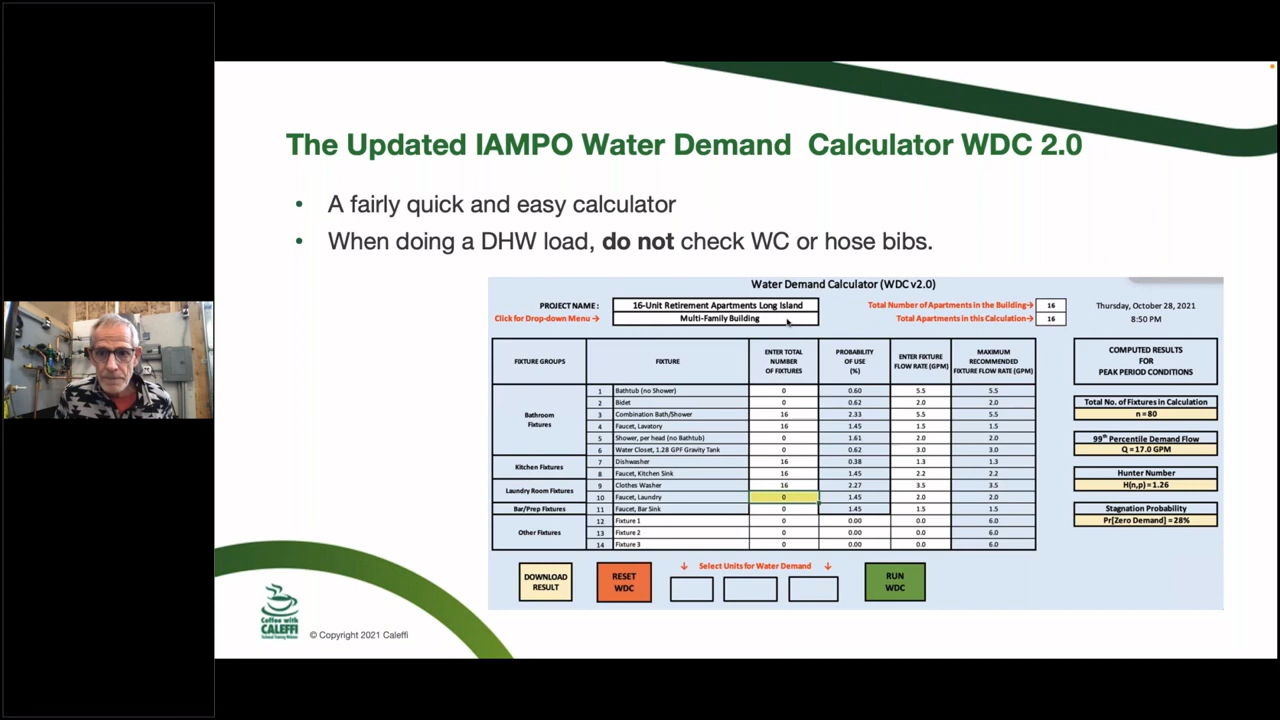 The Updated IAMPO Water Demand Calculator WDC 2.0
• A fairly quick and easy calculator
• When doing a DHW load, do not check WC or hose bibs.
Water Demand Calculator (WDC v2.0)
PROJECT NAME : 16-Unit Retirement Apartments Long Island Total Number of Apartments in the Building→ 16 Thursday, October 28, 2021
Click for Drop-down Menu → Multi-Family Building Total Apartments in this Calculation→ 16 8:50 PM
FIXTURE GROUPS FIXTURE ENTER TOTAL NUMBER OF FIXTURES PROBABILITY OF USE (%) ENTER FIXTURE FLOW RATE (GPM) MAXIMUM RECOMMENDED FIXTURE FLOW RATE (GPM)
Bathroom Fixtures
1 Bathtub (no Shower) 0 0.60 5.5 5.5
2 Bidet 0 0.62 2.0 2.0
3 Combination Bath/Shower 16 2.33 5.5 5.5
4 Faucet, Lavatory 16 1.45 1.5 1.5
5 Shower, per head (no Bathtub) 0 1.61 2.0 2.0
6 Water Closet, 1.28 GPF Gravity Tank 0 0.62 3.0 3.0
Kitchen Fixtures
7 Dishwasher 16 0.38 1.3 1.3
8 Faucet, Kitchen Sink 16 1.45 2.2 2.2
Laundry Room Fixtures
9 Clothes Washer 16 2.27 3.5 3.5
10 Faucet, Laundry 0 1.45 2.0 2.0
Bar/Prep Fixtures
11 Faucet, Bar Sink 0 1.45 1.5 1.5
Other Fixtures
12 Fixture 1 0 0.00 0.0 6.0
13 Fixture 2 0 0.00 0.0 6.0
14 Fixture 3 0 0.00 0.0 6.0
COMPUTED RESULTS
FOR
PEAK PERIOD CONDITIONS
Total No. of Fixtures in Calculation
n = 80
99th Percentile Demand Flow
Q = 17.0 GPM
Hunter Number
H(n,p) = 1.26
Stagnation Probability
Pr[Zero Demand] = 28%
DOWNLOAD RESULT
RESET WDC
↓ Select Units for Water Demand ↓
RUN WDC
Coffee with
CALEFFI
Technical Training Webinars
© Copyright 2021 Caleffi